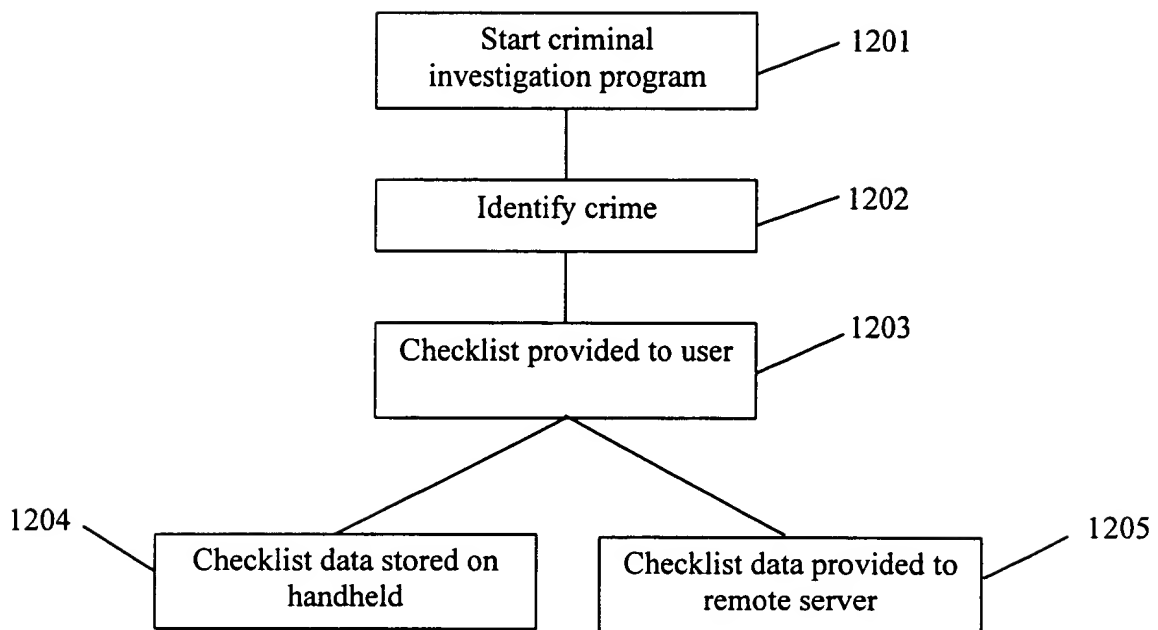 Start criminal
investigation program
1201
Identify crime
1202
Checklist provided to user
1203
1204
Checklist data stored on
handheld
Checklist data provided to
remote server
1205